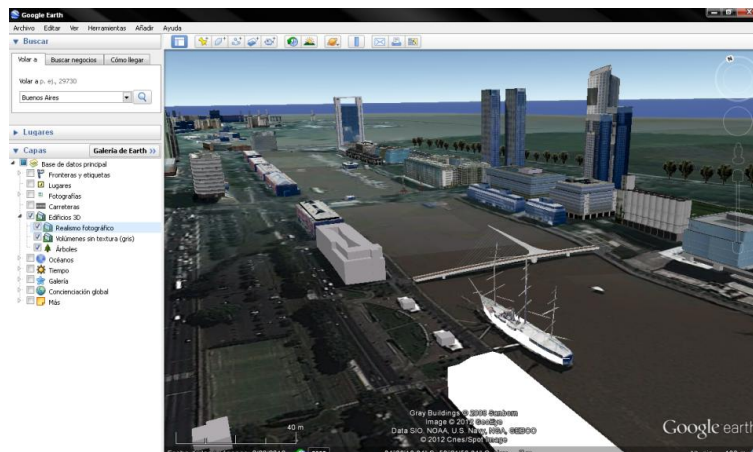 Google Earth
Archivo Editar Ver Herramientas Añadir Ayuda
Buscar
Volar a Buscar negocios Cómo llegar
Volar a p. ej., 29730
Buenos Aires
Lugares
Capas Galería de Earth >>
Base de datos principal
Fronteras y etiquetas
Lugares
Fotografías
Carreteras
Edificios 3D
Realismo fotográfico
Volúmenes sin textura (gris)
Árboles
Océanos
Tiempo
Galería
Concienciación global
Más
N
40 m
Gray Buildings © 2008 Sanborn
Image © 2012 GeoEye
Data SIO, NOAA, U.S. Navy, NGA, GEBCO
© 2012 Cnes/Spot Image
Google earth